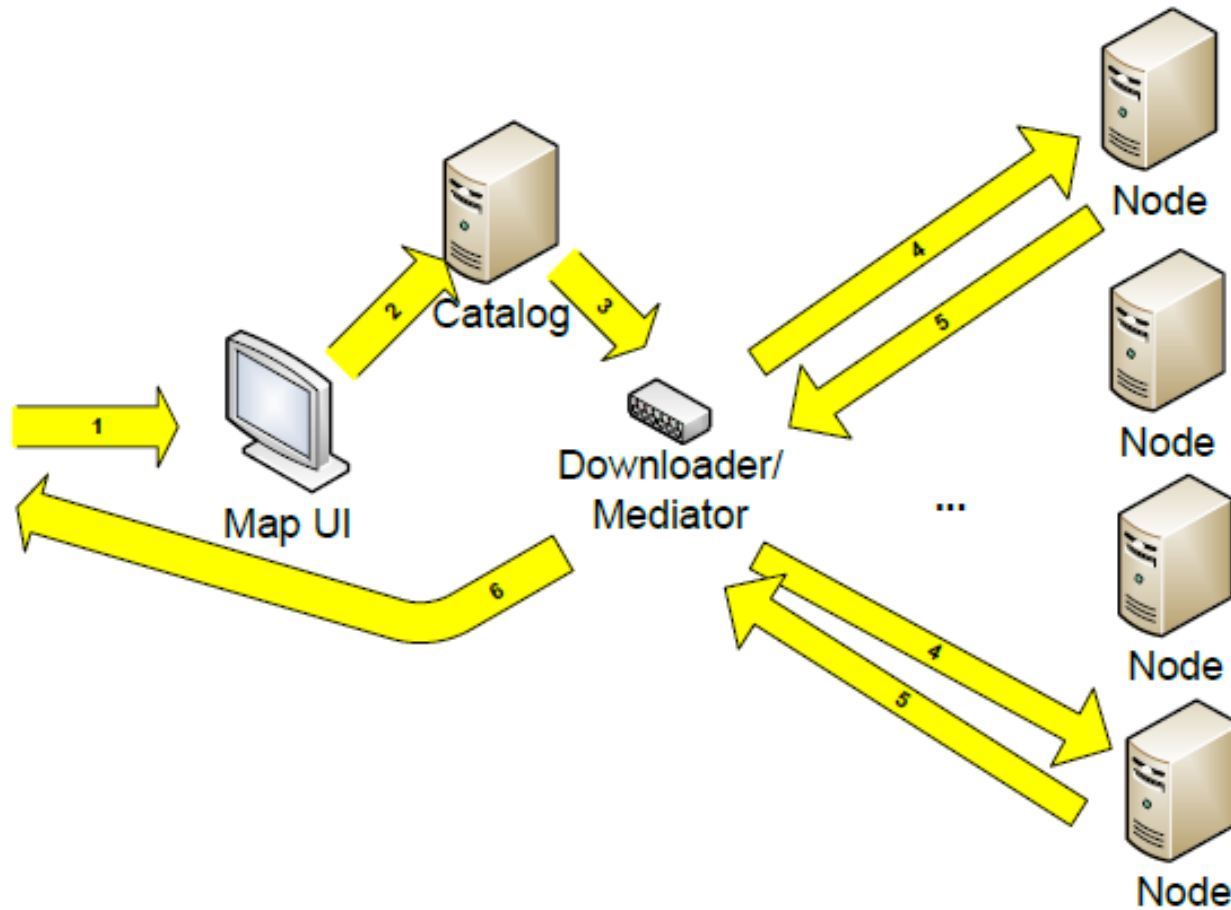 Node
4
Catalog
2
3
5
Node
1
Downloader/
Mediator
...
Map UI
6
4
Node
5
Node